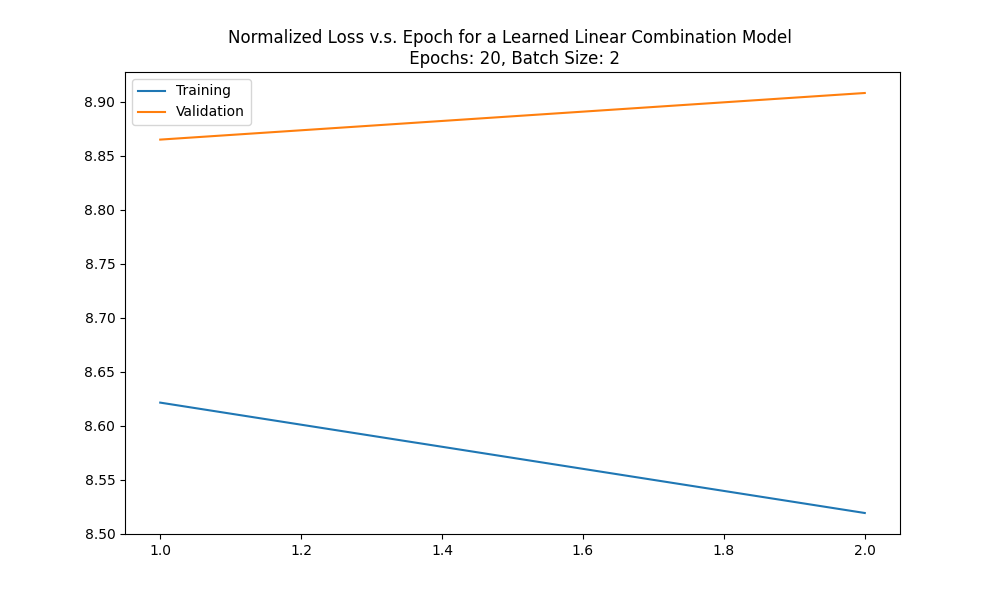 Normalized Loss v.s. Epoch for a Learned Linear Combination Model
Epochs: 20, Batch Size: 2
Training
Validation
8.90
8.85
8.80
8.75
8.70
8.65
8.60
8.55
8.50
1.0 1.2 1.4 1.6 1.8 2.0